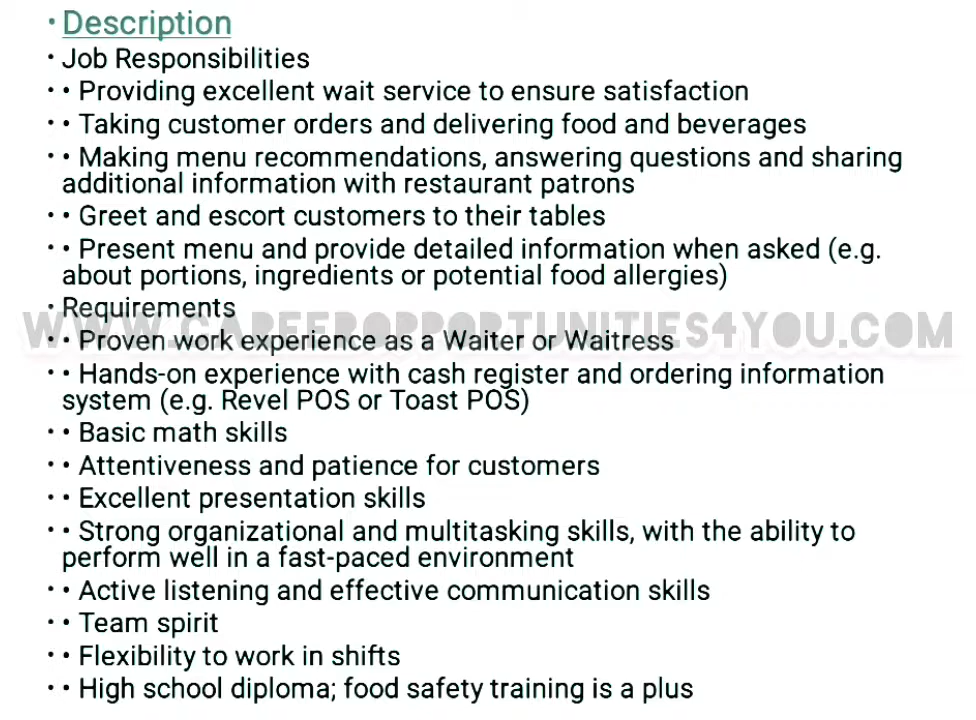 • Description
• Job Responsibilities
• • Providing excellent wait service to ensure satisfaction
• • Taking customer orders and delivering food and beverages
• • Making menu recommendations, answering questions and sharing
additional information with restaurant patrons
• • Greet and escort customers to their tables
• • Present menu and provide detailed information when asked (e.g.
about portions, ingredients or potential food allergies)
• Requirements
WWW.CAREEROPPORTUNITIES4YOU.COM
• • Proven work experience as a Waiter or Waitress
• • Hands-on experience with cash register and ordering information
system (e.g. Revel POS or Toast POS)
• • Basic math skills
• • Attentiveness and patience for customers
• • Excellent presentation skills
• • Strong organizational and multitasking skills, with the ability to
perform well in a fast-paced environment
• • Active listening and effective communication skills
• • Team spirit
• • Flexibility to work in shifts
• • High school diploma; food safety training is a plus